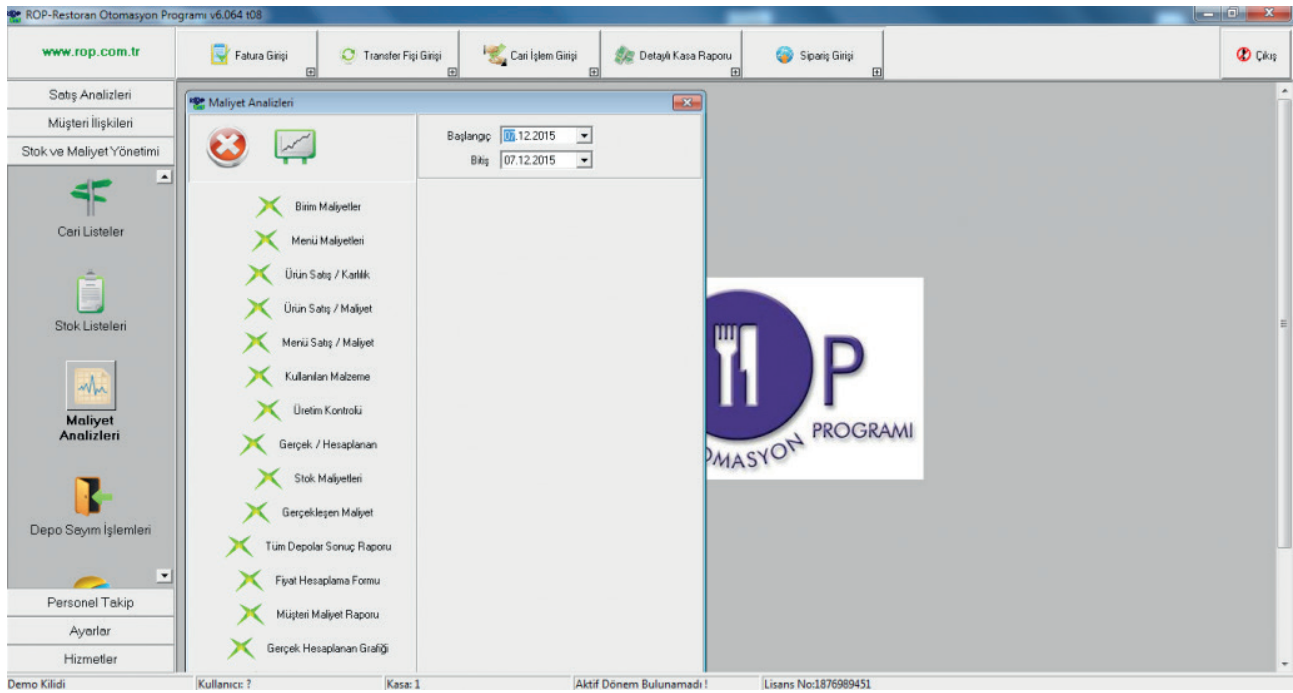 ROP-Restoran Otomasyon Programı v6.064 t08
www.rop.com.tr
Fatura Girişi
Transfer Fişi Girişi
Cari İşlem Girişi
Detaylı Kasa Raporu
Sipariş Girişi
Çıkış
Satış Analizleri
Müşteri İlişkileri
Stok ve Maliyet Yönetimi
Cari Listeler
Stok Listeleri
Maliyet
Analizleri
Depo Sayım İşlemleri
Personel Takip
Ayarlar
Hizmetler
Maliyet Analizleri
Başlangıç 07.12.2015
Bitiş 07.12.2015
Birim Maliyetler
Menü Maliyetleri
Ürün Satış / Karlılık
Ürün Satış / Maliyet
Menü Satış / Maliyet
Kullanılan Malzeme
Üretim Kontrolü
Gerçek / Hesaplanan
Stok Maliyetleri
Gerçekleşen Maliyet
Tüm Depolar Sonuç Raporu
Fiyat Hesaplama Formu
Müşteri Maliyet Raporu
Gerçek Hesaplanan Grafiği
P
OMASYON PROGRAMI
Demo Kilidi
Kullanıcı: ?
Kasa: 1
Aktif Dönem Bulunamadı !
Lisans No:1876989451